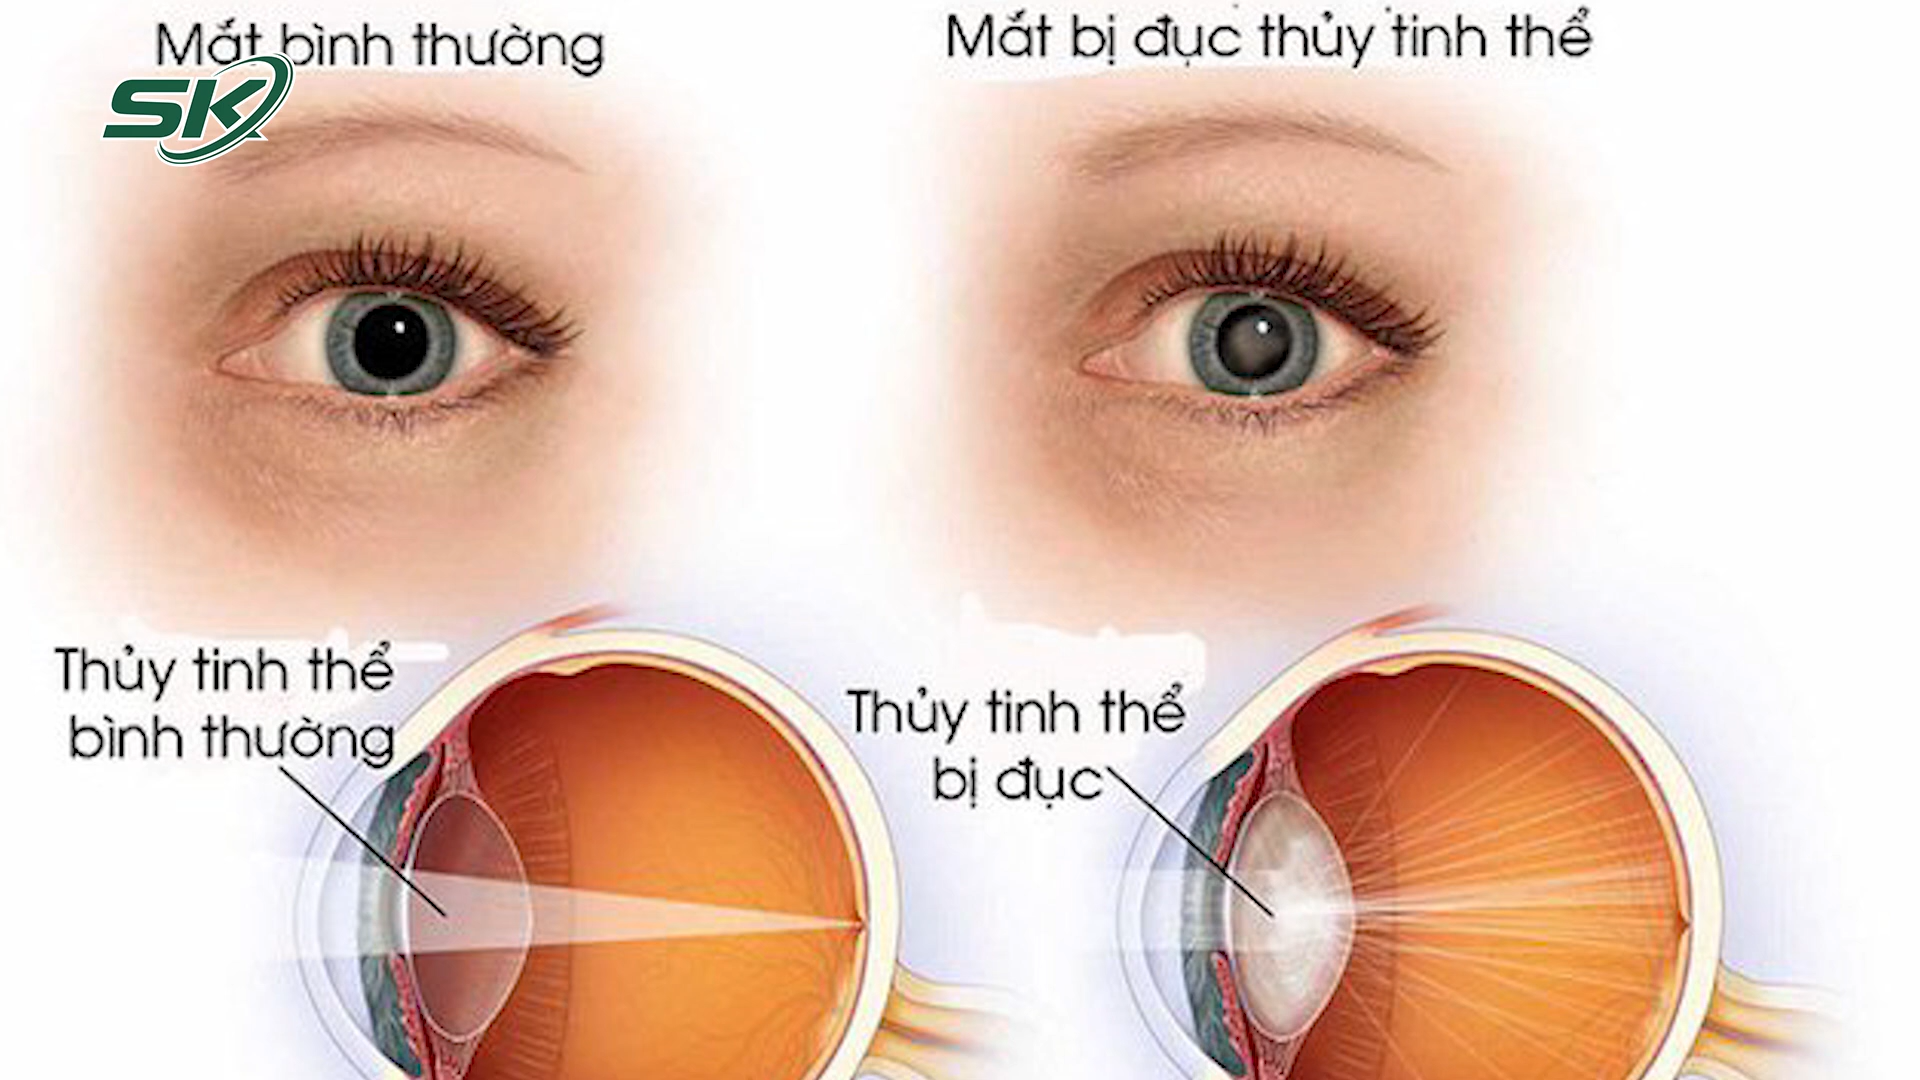 Mắt bình thường
Mắt bị đục thủy tinh thể
SK
Thủy tinh thể
bình thường
Thủy tinh thể
bị đục